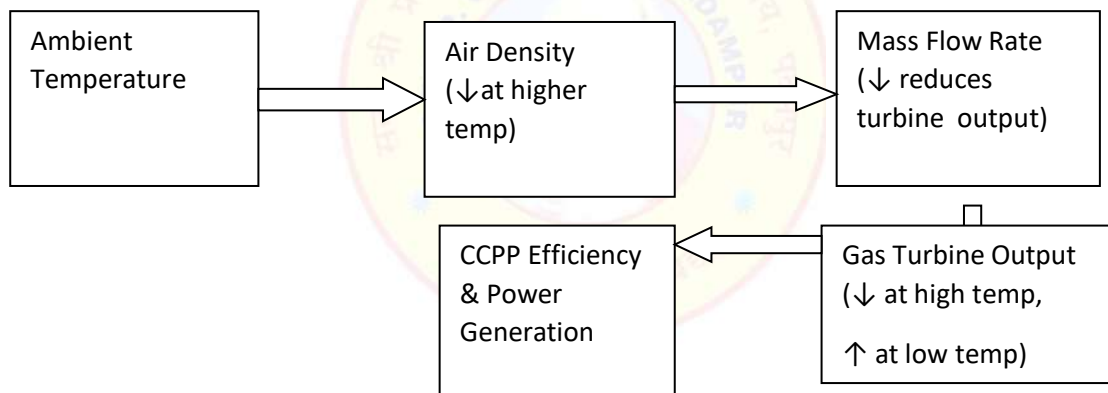 Ambient
Temperature
Air Density
(↓at higher
temp)
Mass Flow Rate
(↓ reduces
turbine output)
Gas Turbine Output
(↓ at high temp,
↑ at low temp)
CCPP Efficiency
& Power
Generation